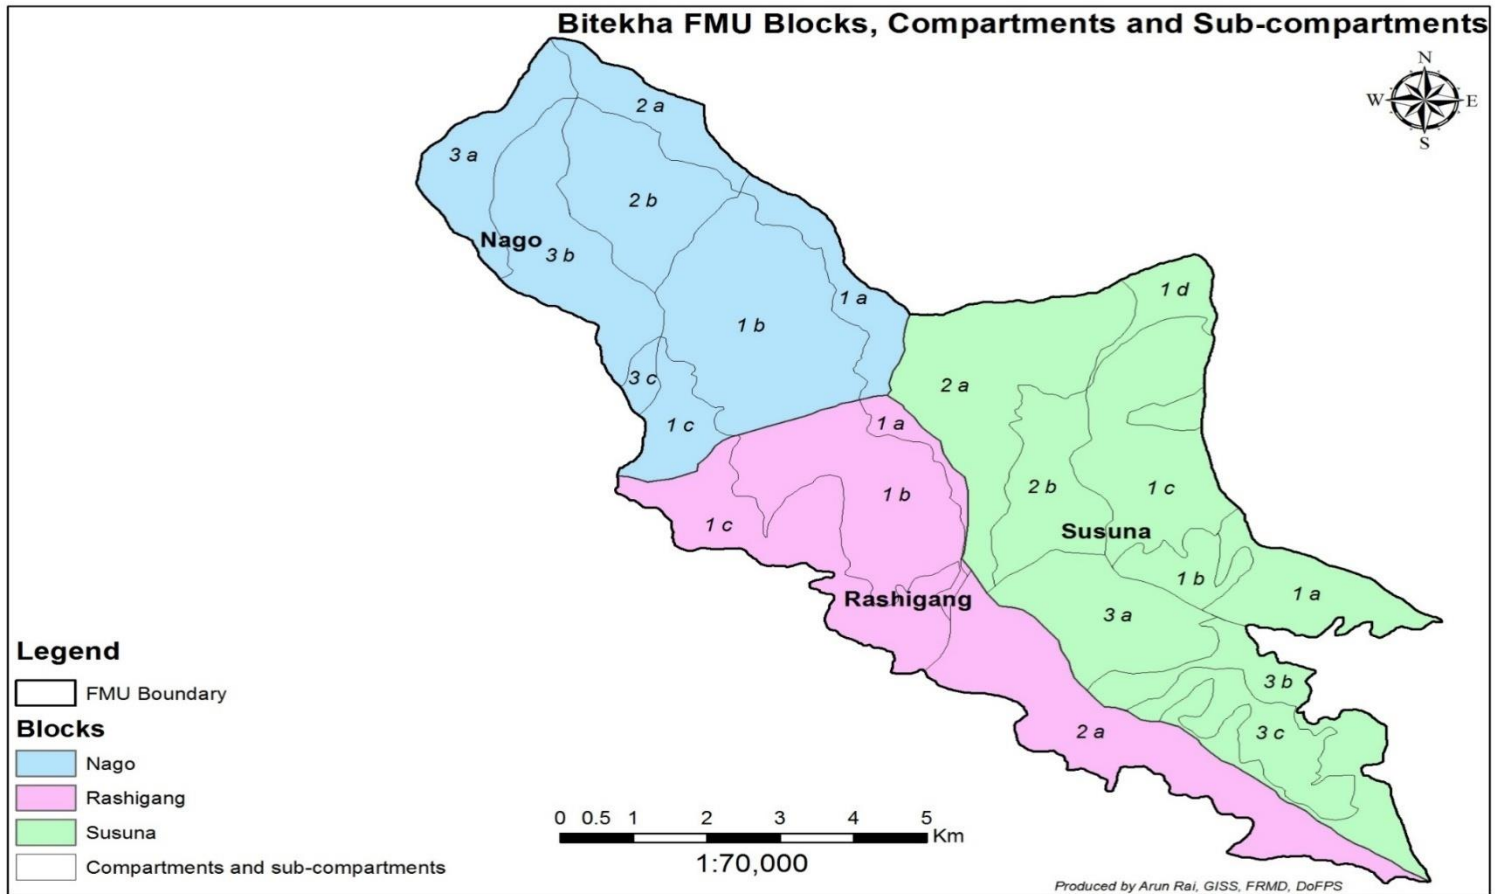 Bitekha FMU Blocks, Compartments and Sub-compartments
N
W E
S
2 a
3 a
2 b
Nago
3 b
1 a
1 b
3 c
1 c
1 d
2 a
1 a
2 b
1 c
1 b
1 c
Susuna
1 b
1 a
Rashigang
3 a
3 b
2 a
3 c
Legend
FMU Boundary
Blocks
Nago
Rashigang
Susuna
Compartments and sub-compartments
0 0.5 1 2 3 4 5
Km
1:70,000
Produced by Arun Rai, GISS, FRMD, DoFPS